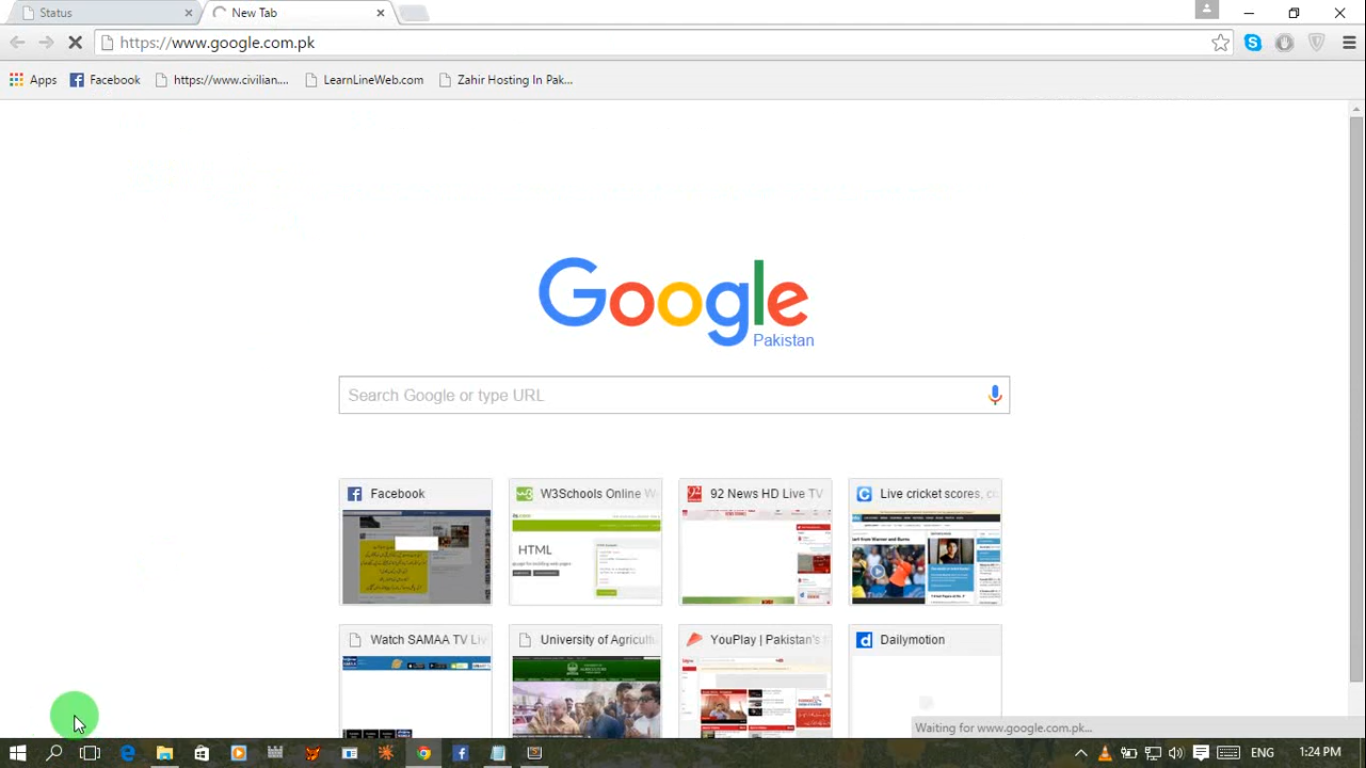 Status
New Tab
https://www.google.com.pk
Apps
Facebook
https://www.civilian....
LearnLineWeb.com
Zahir Hosting In Pak...
Google
Pakistan
Search Google or type URL
Facebook
W3Schools Online W
92 News HD Live TV
Live cricket scores, c
HTML
Watch SAMAA TV Liv
University of Agricult
YouPlay | Pakistan's
Dailymotion
Waiting for www.google.com.pk...
ENG
1:24 PM